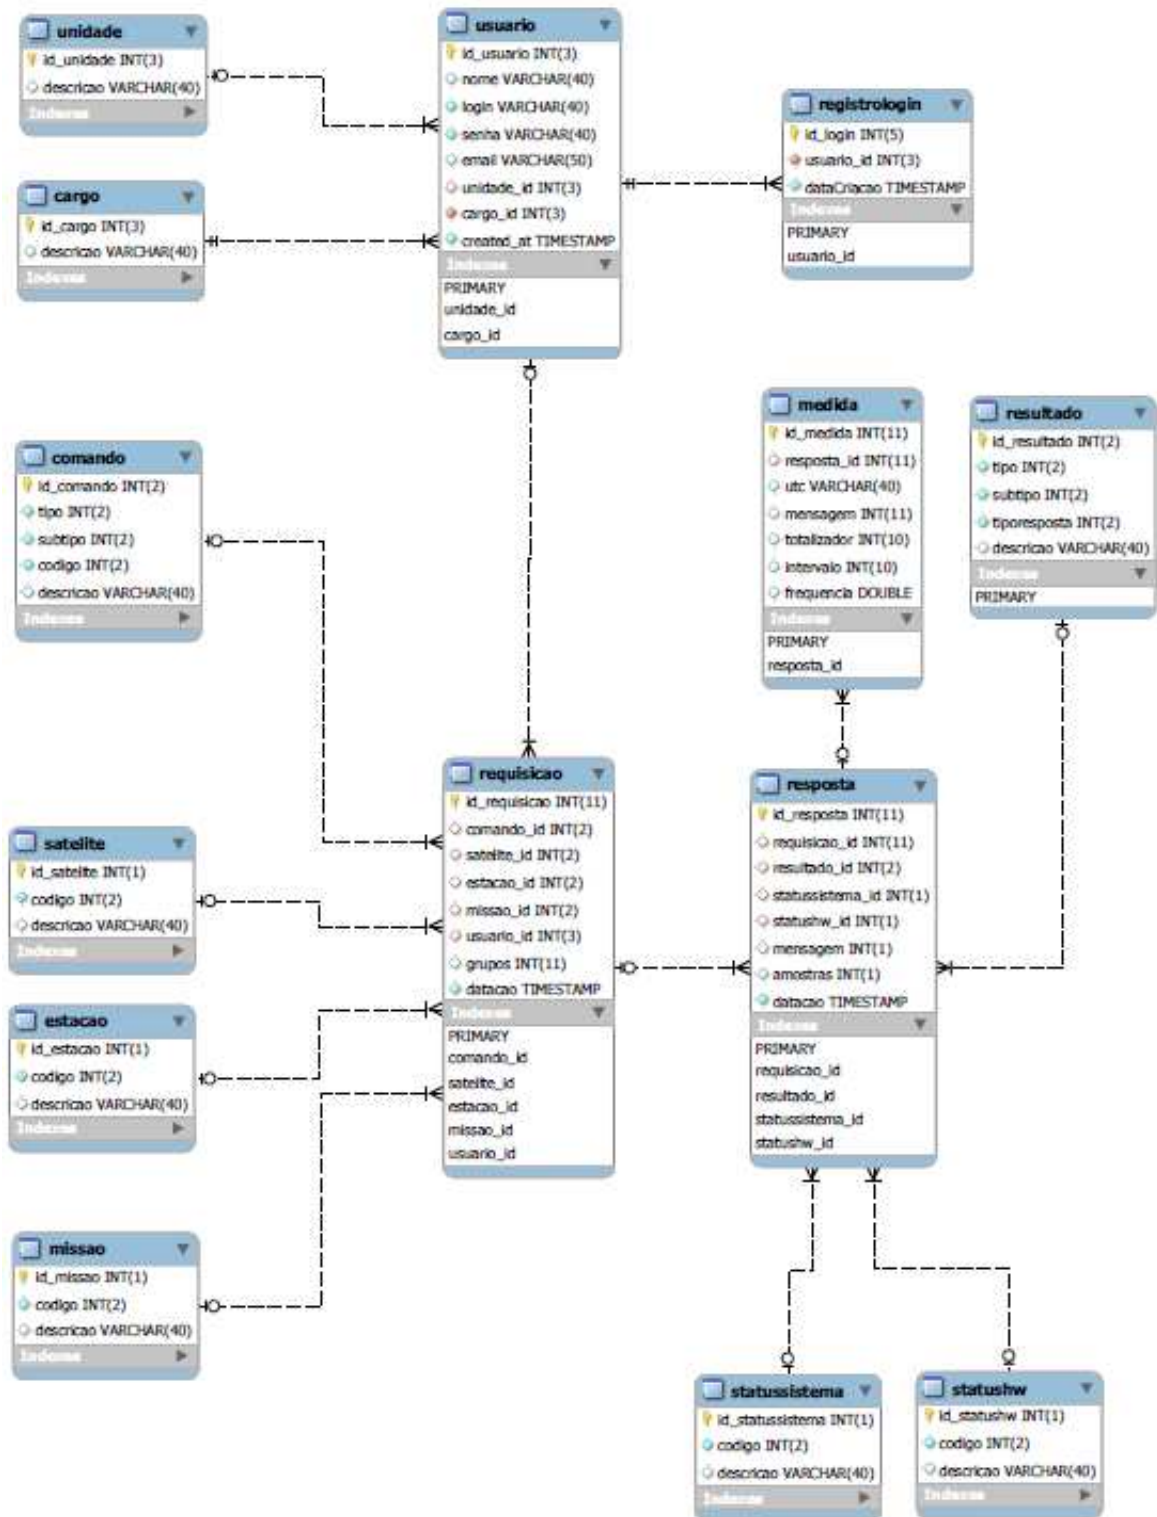 unidade
id_unidade INT(3)
descricao VARCHAR(40)
Indexes
usuario
id_usuario INT(3)
nome VARCHAR(40)
login VARCHAR(40)
senha VARCHAR(40)
email VARCHAR(50)
unidade_id INT(3)
cargo_id INT(3)
created_at TIMESTAMP
Indexes
PRIMARY
unidade_id
cargo_id
registrologin
id_login INT(5)
usuario_id INT(3)
dataCriacao TIMESTAMP
Indexes
PRIMARY
usuario_id
cargo
id_cargo INT(3)
descricao VARCHAR(40)
Indexes
comando
id_comando INT(2)
tipo INT(2)
subtipo INT(2)
codigo INT(2)
descricao VARCHAR(40)
Indexes
medida
id_medida INT(11)
resposta_id INT(11)
utc VARCHAR(40)
mensagem INT(11)
totalizador INT(10)
intervalo INT(10)
frequencia DOUBLE
Indexes
PRIMARY
resposta_id
resultado
id_resultado INT(2)
tipo INT(2)
subtipo INT(2)
tiporesposta INT(2)
descricao VARCHAR(40)
Indexes
PRIMARY
satelite
id_satelite INT(1)
codigo INT(2)
descricao VARCHAR(40)
Indexes
requisicao
id_requisicao INT(11)
comando_id INT(2)
satelite_id INT(2)
estacao_id INT(2)
missao_id INT(2)
usuario_id INT(3)
grupos INT(11)
datacao TIMESTAMP
Indexes
PRIMARY
comando_id
satelite_id
estacao_id
missao_id
usuario_id
resposta
id_resposta INT(11)
requisicao_id INT(11)
resultado_id INT(2)
statussistema_id INT(1)
statushw_id INT(1)
mensagem INT(1)
amostras INT(1)
datacao TIMESTAMP
Indexes
PRIMARY
requisicao_id
resultado_id
statussistema_id
statushw_id
estacao
id_estacao INT(1)
codigo INT(2)
descricao VARCHAR(40)
Indexes
missao
id_missao INT(1)
codigo INT(2)
descricao VARCHAR(40)
Indexes
statussistema
id_statussistema INT(1)
codigo INT(2)
descricao VARCHAR(40)
Indexes
statushw
id_statushw INT(1)
codigo INT(2)
descricao VARCHAR(40)
Indexes